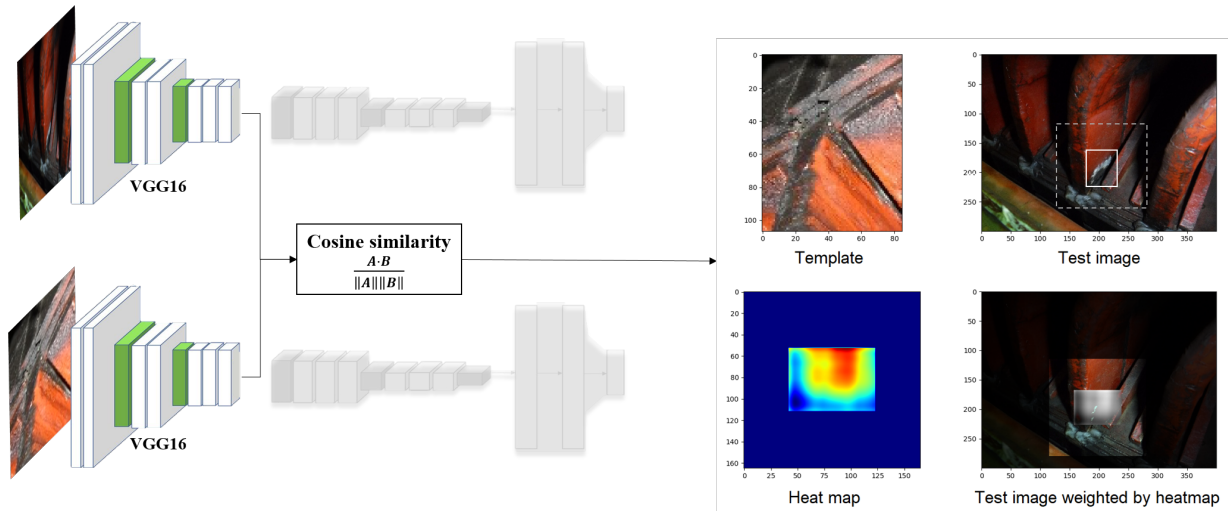 VGG16
VGG16
Cosine similarity
A·B
‖A‖‖B‖
0
20
40
60
80
100
0 20 40 60 80
Template
0
50
100
150
200
250
0 50 100 150 200 250 300 350
Test image
0
20
40
60
80
100
120
140
160
0 25 50 75 100 125 150
Heat map
0
50
100
150
200
250
0 50 100 150 200 250 300 350
Test image weighted by heatmap